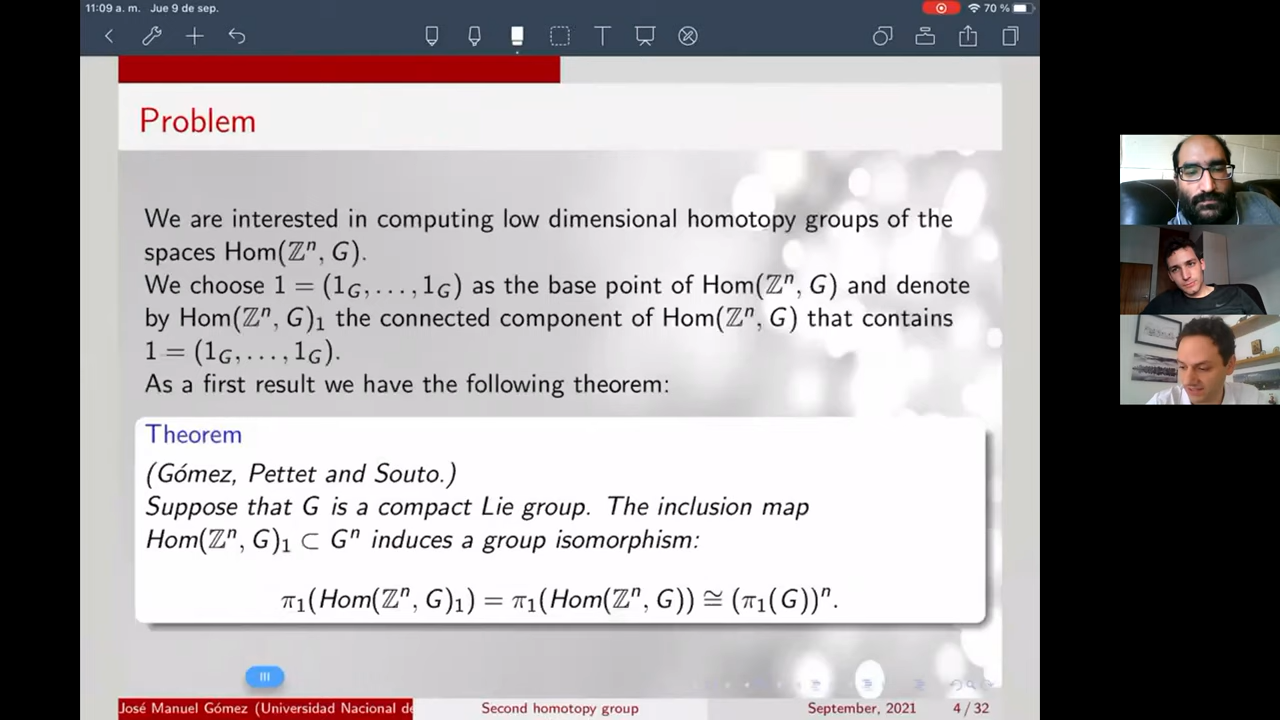 11:09 a. m. Jue 9 de sep.
70 %
Problem
We are interested in computing low dimensional homotopy groups of the
spaces Hom(ℤⁿ, G).
We choose 1 = (1_G, . . . , 1_G) as the base point of Hom(ℤⁿ, G) and denote
by Hom(ℤⁿ, G)₁ the connected component of Hom(ℤⁿ, G) that contains
1 = (1_G, . . . , 1_G).
As a first result we have the following theorem:
Theorem
(Gómez, Pettet and Souto.)
Suppose that G is a compact Lie group. The inclusion map
Hom(ℤⁿ, G)₁ ⊂ Gⁿ induces a group isomorphism:
π₁(Hom(ℤⁿ, G)₁) = π₁(Hom(ℤⁿ, G)) ≅ (π₁(G))ⁿ.
José Manuel Gómez (Universidad Nacional de
Second homotopy group
September, 2021
4 / 32